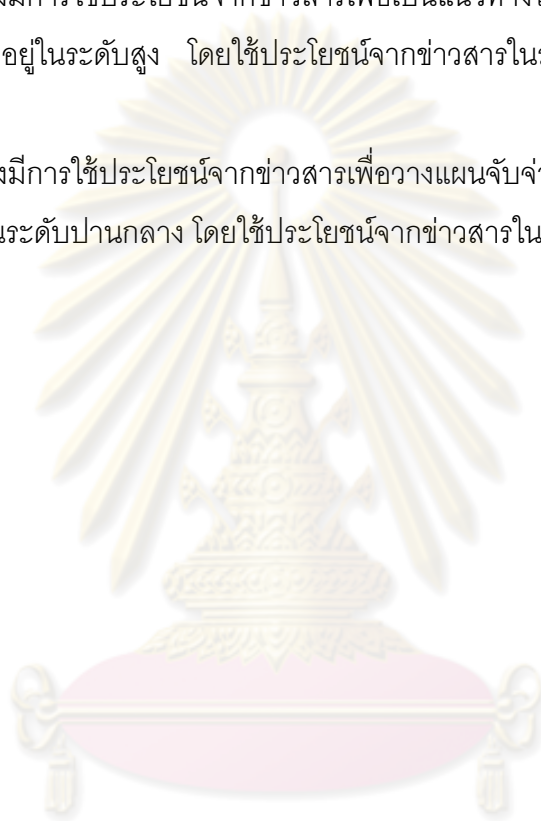 มีการใช้ประโยชน์จากข่าวสารเพื่อเป็นแนวทาง
อยู่ในระดับสูง โดยใช้ประโยชน์จากข่าวสารใน
งมีการใช้ประโยชน์จากข่าวสารเพื่อวางแผนจับจ่า
นระดับปานกลาง โดยใช้ประโยชน์จากข่าวสารใน